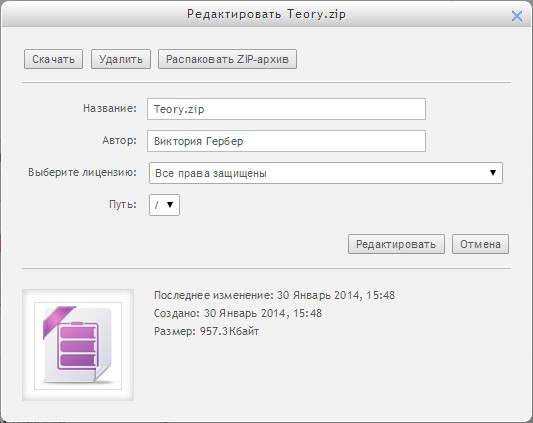 Редактировать Teory.zip
Скачать Удалить Распаковать ZIP-архив
Название: Teory.zip
Автор: Виктория Гербер
Выберите лицензию: Все права защищены
Путь: /
Редактировать Отмена
Последнее изменение: 30 Январь 2014, 15:48
Создано: 30 Январь 2014, 15:48
Размер: 957.3Кбайт